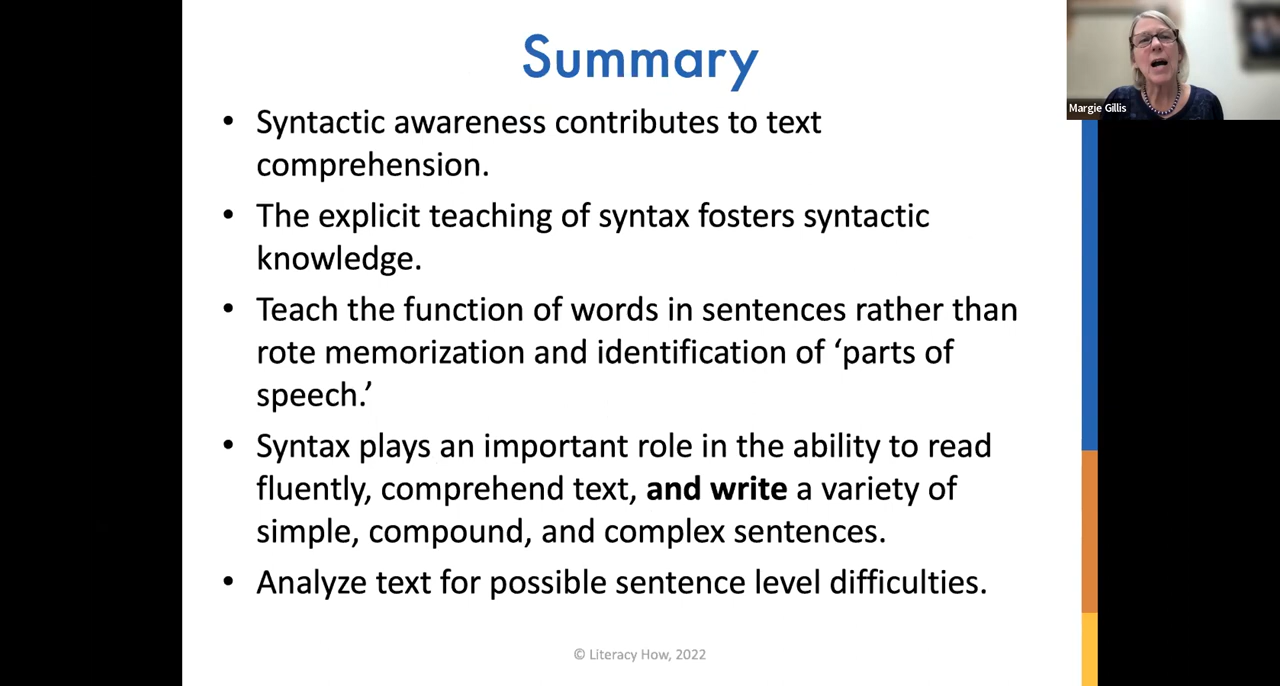 Summary
Margie Gillis
• Syntactic awareness contributes to text
comprehension.
• The explicit teaching of syntax fosters syntactic
knowledge.
• Teach the function of words in sentences rather than
rote memorization and identification of ‘parts of
speech.’
• Syntax plays an important role in the ability to read
fluently, comprehend text, and write a variety of
simple, compound, and complex sentences.
• Analyze text for possible sentence level difficulties.
© Literacy How, 2022